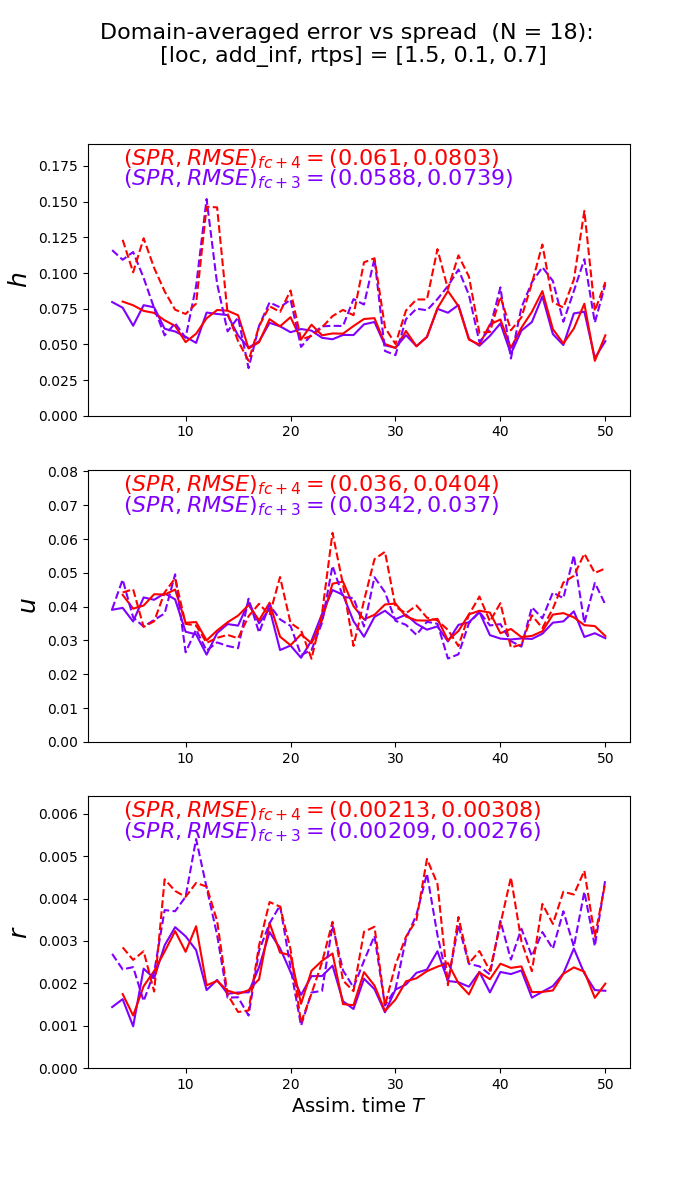 Domain-averaged error vs spread (N = 18):
[loc, add_inf, rtps] = [1.5, 0.1, 0.7]
(SPR, RMSE)fc+4 = (0.061, 0.0803)
(SPR, RMSE)fc+3 = (0.0588, 0.0739)
0.175
0.150
0.125
0.100
0.075
0.050
0.025
0.000
h
10 20 30 40 50
(SPR, RMSE)fc+4 = (0.036, 0.0404)
(SPR, RMSE)fc+3 = (0.0342, 0.037)
0.08
0.07
0.06
0.05
0.04
0.03
0.02
0.01
0.00
u
10 20 30 40 50
(SPR, RMSE)fc+4 = (0.00213, 0.00308)
(SPR, RMSE)fc+3 = (0.00209, 0.00276)
0.006
0.005
0.004
0.003
0.002
0.001
0.000
r
10 20 30 40 50
Assim. time T